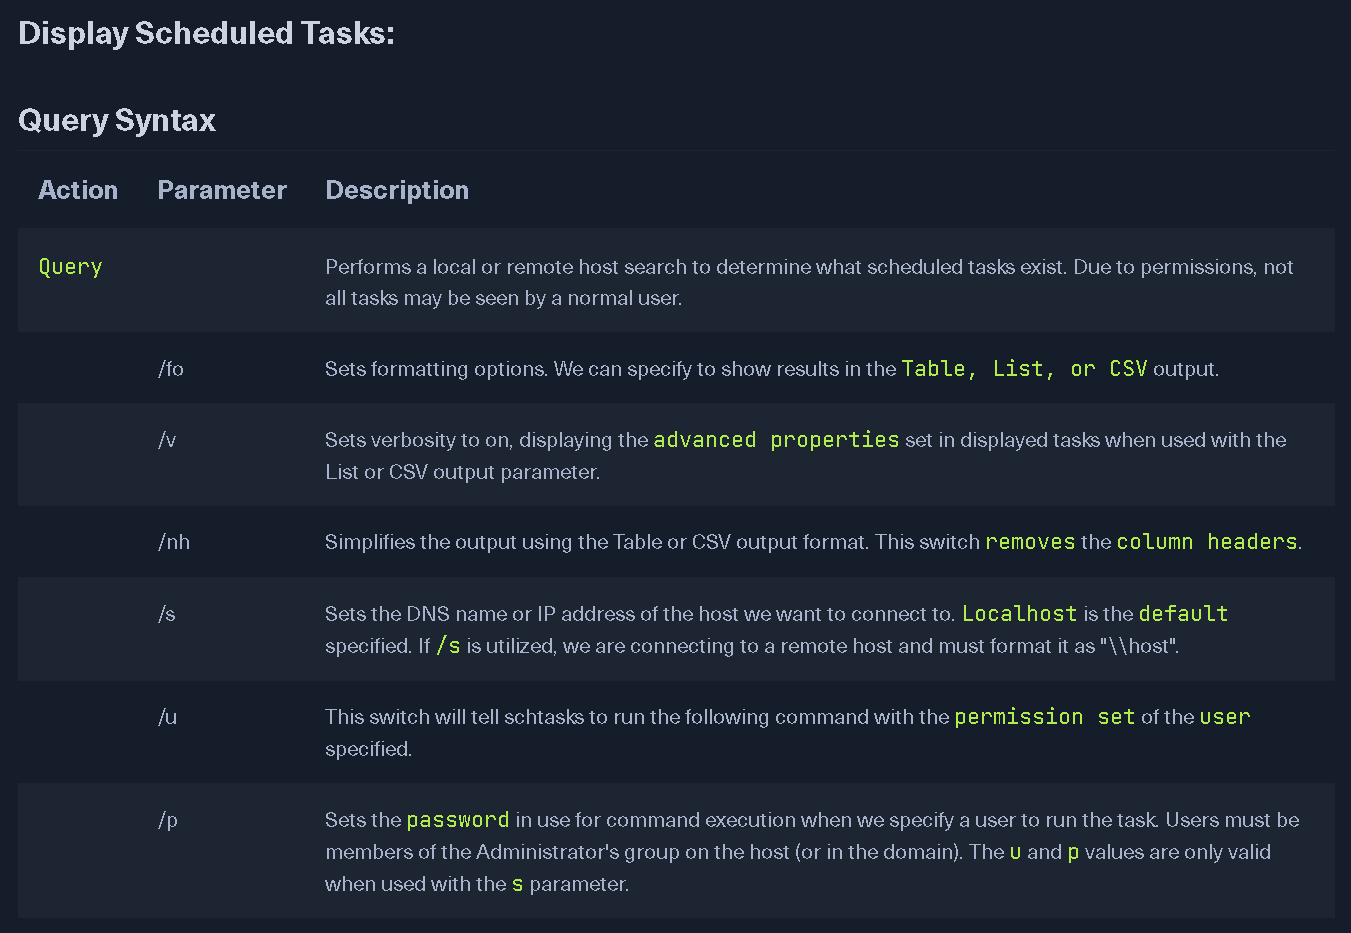 Display Scheduled Tasks:
Query Syntax
Action Parameter Description
Query Performs a local or remote host search to determine what scheduled tasks exist. Due to permissions, not
all tasks may be seen by a normal user.
/fo Sets formatting options. We can specify to show results in the Table, List, or CSV output.
/v Sets verbosity to on, displaying the advanced properties set in displayed tasks when used with the
List or CSV output parameter.
/nh Simplifies the output using the Table or CSV output format. This switch removes the column headers.
/s Sets the DNS name or IP address of the host we want to connect to. Localhost is the default
specified. If /s is utilized, we are connecting to a remote host and must format it as "\\host".
/u This switch will tell schtasks to run the following command with the permission set of the user
specified.
/p Sets the password in use for command execution when we specify a user to run the task. Users must be
members of the Administrator's group on the host (or in the domain). The u and p values are only valid
when used with the s parameter.